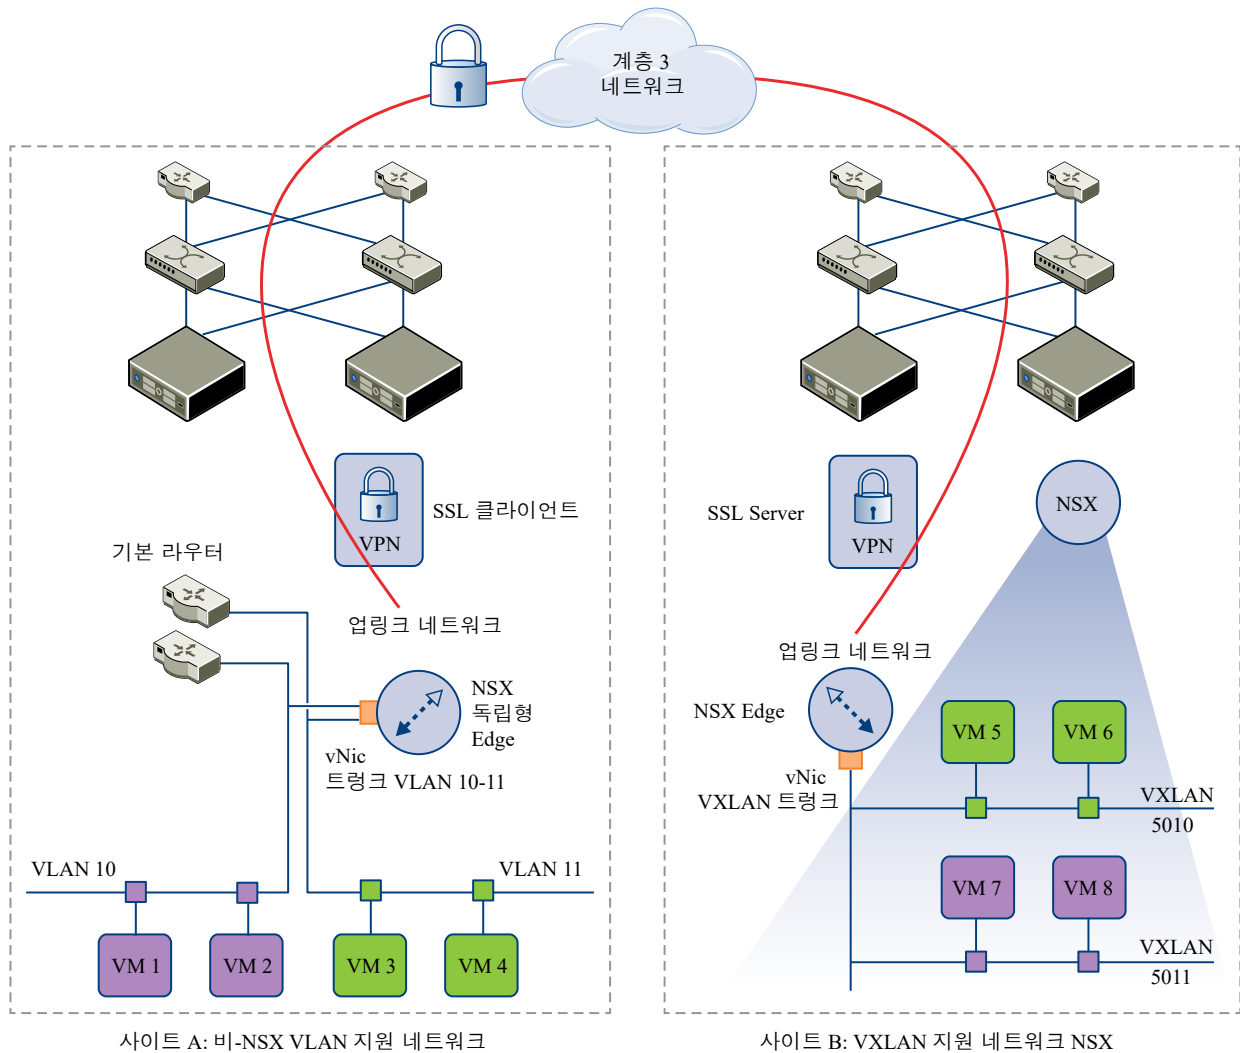 계층 3
네트워크
SSL 클라이언트
VPN
기본 라우터
업링크 네트워크
NSX
독립형
Edge
vNic
트렁크 VLAN 10-11
VLAN 10
VLAN 11
VM 1
VM 2
VM 3
VM 4
사이트 A: 비-NSX VLAN 지원 네트워크
SSL Server
VPN
NSX
업링크 네트워크
NSX Edge
vNic
VXLAN 트렁크
VM 5
VM 6
VXLAN
5010
VM 7
VM 8
VXLAN
5011
사이트 B: VXLAN 지원 네트워크 NSX